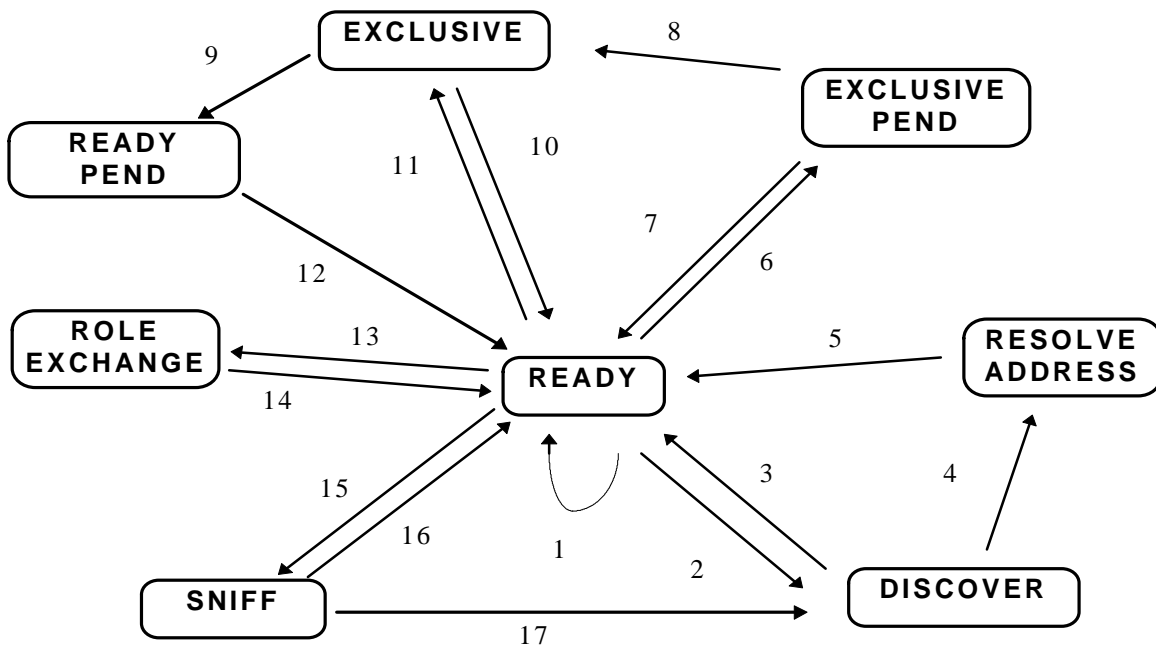 EXCLUSIVE
8
9
EXCLUSIVE
PEND
READY
PEND
11
10
7
6
12
ROLE
EXCHANGE
13
5
RESOLVE
ADDRESS
READY
14
3
4
15
16
1
2
SNIFF
DISCOVER
17